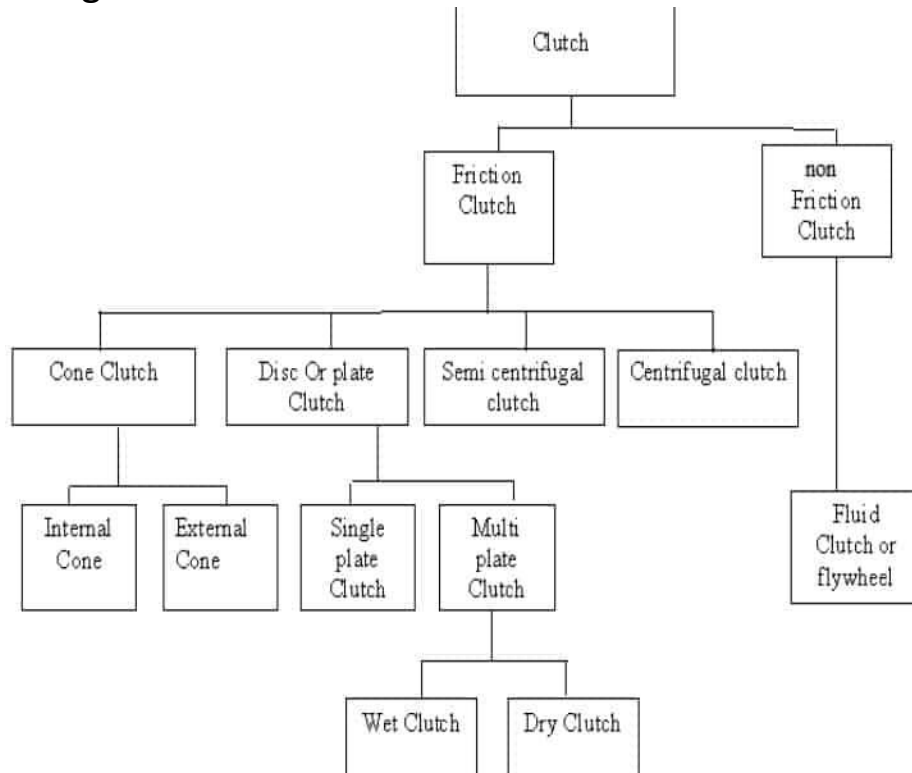 Clutch
Friction
Clutch
non
Friction
Clutch
Cone Clutch
Disc Or plate
Clutch
Semi centrifugal
clutch
Centrifugal clutch
Internal
Cone
External
Cone
Single
plate
Clutch
Multi
plate
Clutch
Fluid
Clutch or
flywheel
Wet Clutch
Dry Clutch